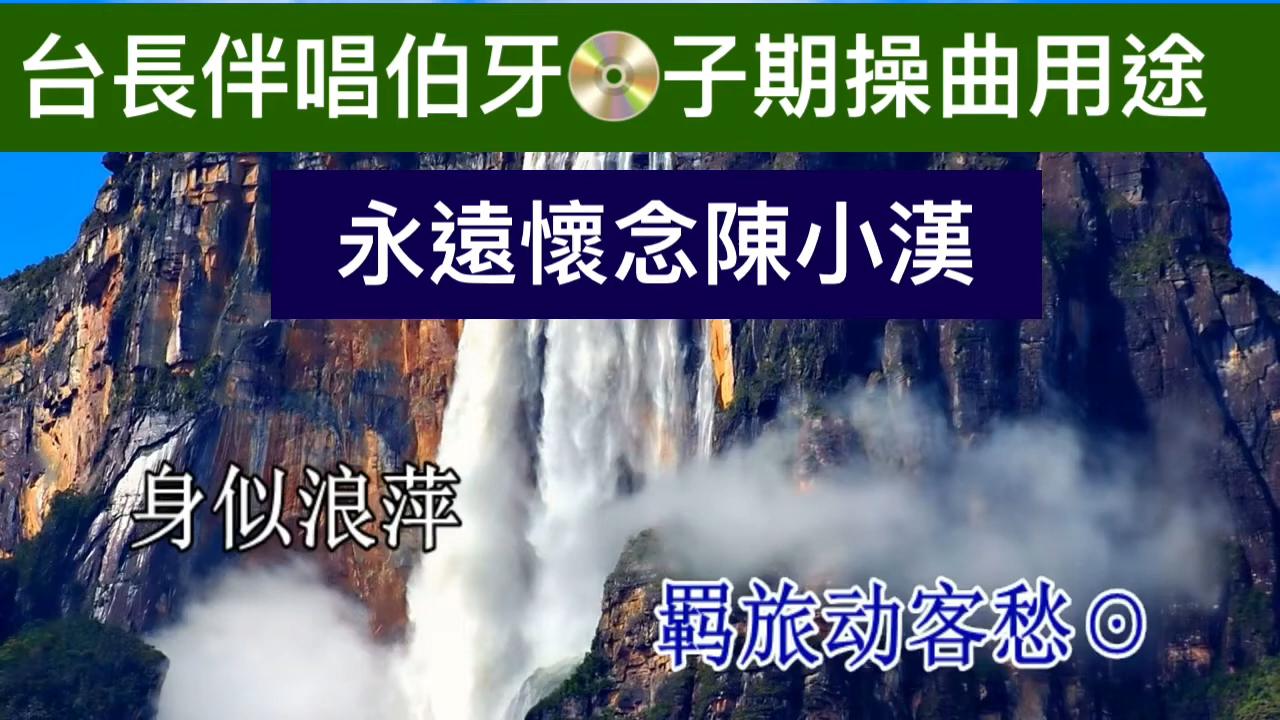 台長伴唱伯牙📀子期操曲用途
永遠懷念陳小漢
身似浪萍
羁旅动客愁⊙